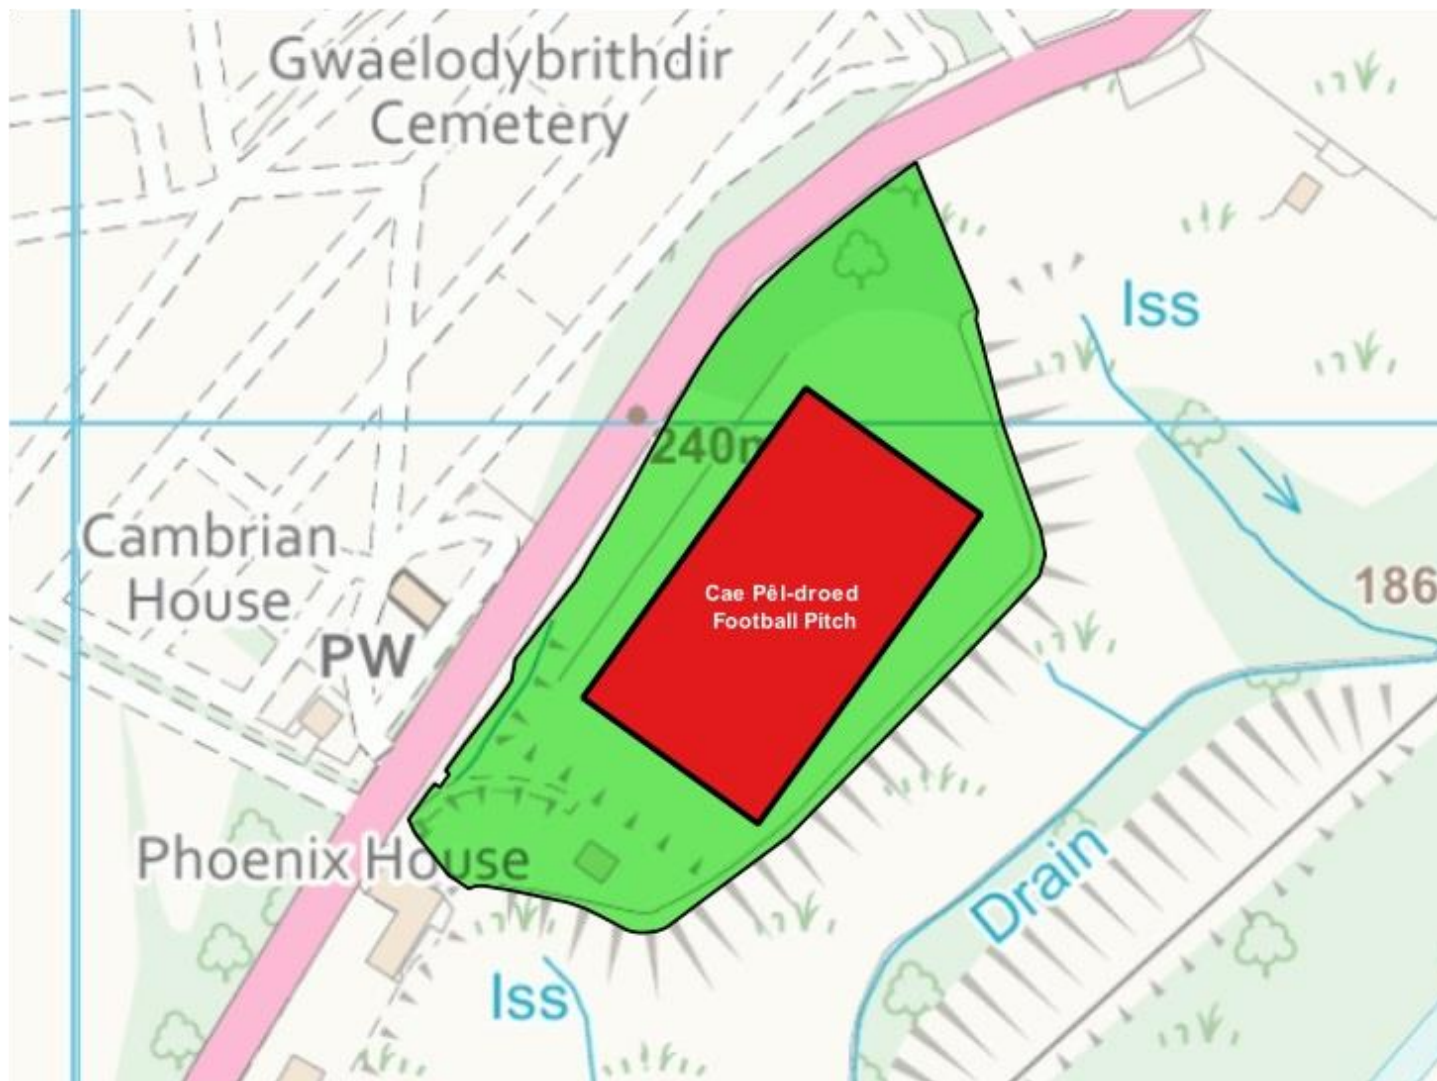 Gwaelodybrithdir
Cemetery
Iss
240m
Cambrian
House
PW
Cae Pêl-droed
Football Pitch
186
Phoenix House
Drain
Iss